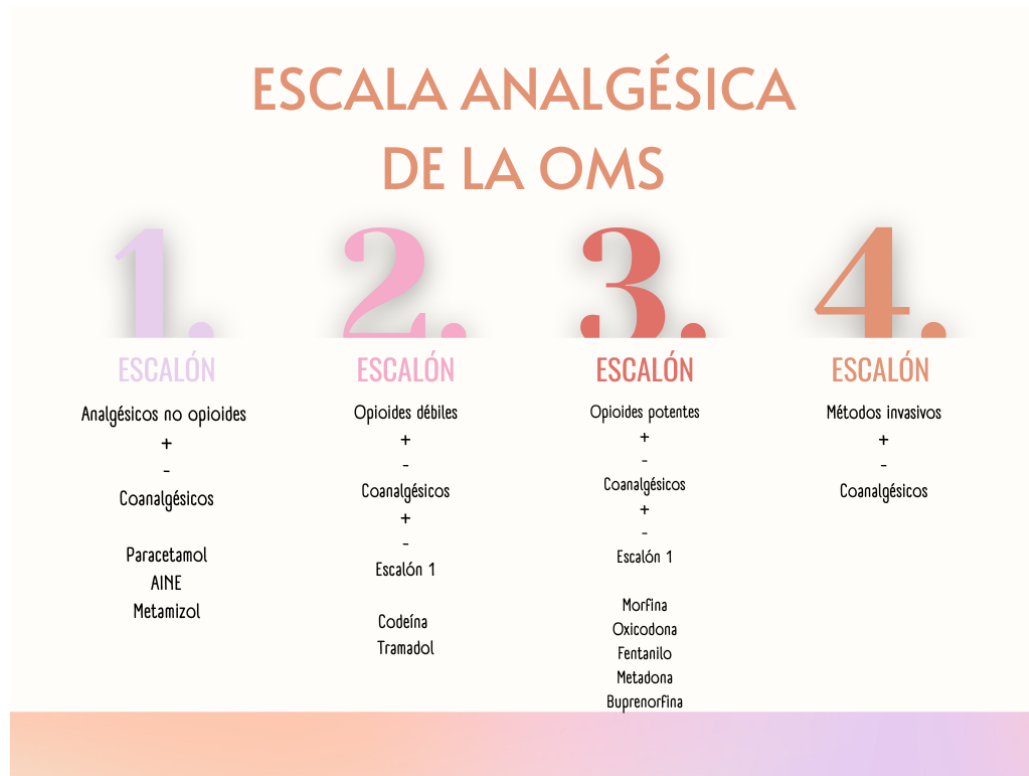 ESCALA ANALGÉSICA
DE LA OMS
1.
ESCALÓN
Analgésicos no opioides
+
-
Coanalgésicos
Paracetamol
AINE
Metamizol
2.
ESCALÓN
Opioides débiles
+
-
Coanalgésicos
+
-
Escalón 1
Codeína
Tramadol
3.
ESCALÓN
Opioides potentes
+
-
Coanalgésicos
+
-
Escalón 1
Morfina
Oxicodona
Fentanilo
Metadona
Buprenorfina
4.
ESCALÓN
Métodos invasivos
+
-
Coanalgésicos